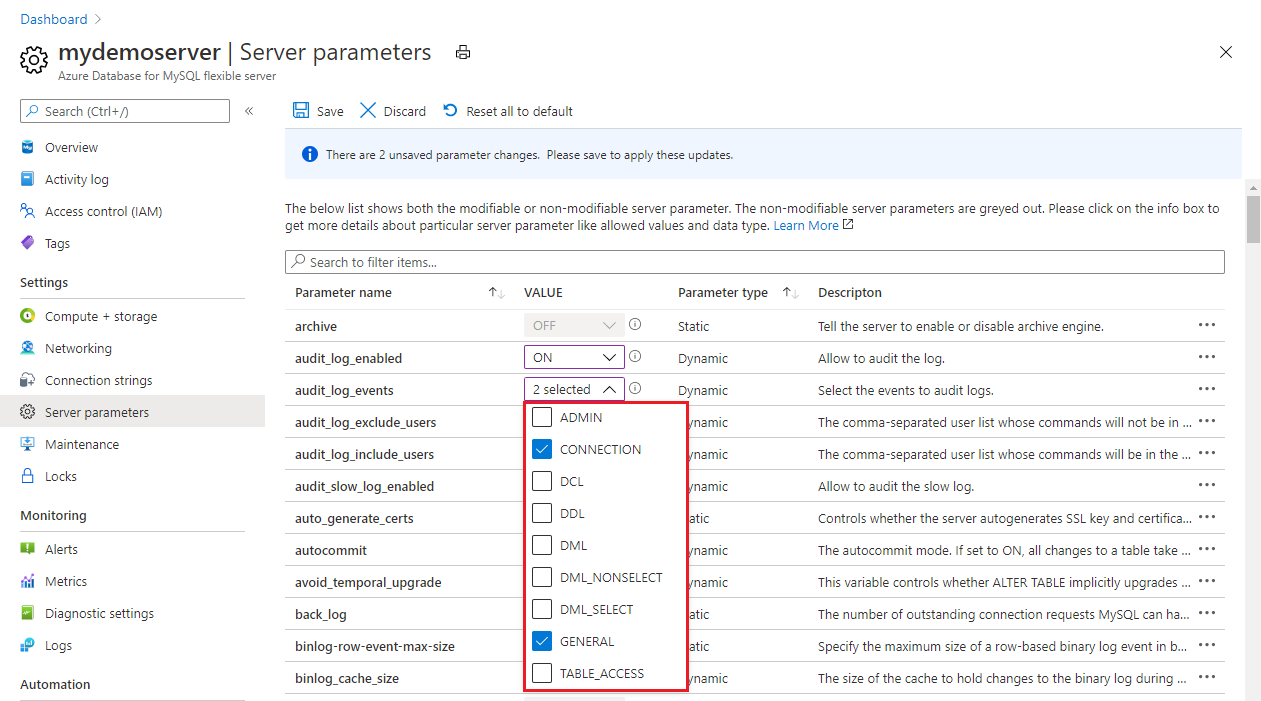 Dashboard >
mydemoserver | Server parameters
Azure Database for MySQL flexible server
Search (Ctrl+/)
«
Overview
Activity log
Access control (IAM)
Tags
Settings
Compute + storage
Networking
Connection strings
Server parameters
Maintenance
Locks
Monitoring
Alerts
Metrics
Diagnostic settings
Logs
Automation
Save Discard Reset all to default
There are 2 unsaved parameter changes. Please save to apply these updates.
The below list shows both the modifiable or non-modifiable server parameter. The non-modifiable server parameters are greyed out. Please click on the info box to
get more details about particular server parameter like allowed values and data type. Learn More
Search to filter items...
Parameter name VALUE Parameter type Descripton
archive OFF Static Tell the server to enable or disable archive engine. ...
audit_log_enabled ON Dynamic Allow to audit the log. ...
audit_log_events 2 selected Dynamic Select the events to audit logs. ...
audit_log_exclude_users ynamic The comma-separated user list whose commands will not be in ... ...
audit_log_include_users ynamic The comma-separated user list whose commands will be in the ... ...
audit_slow_log_enabled ynamic Allow to audit the slow log. ...
auto_generate_certs atic Controls whether the server autogenerates SSL key and certifica... ...
autocommit ynamic The autocommit mode. If set to ON, all changes to a table take ... ...
avoid_temporal_upgrade ynamic This variable controls whether ALTER TABLE implicitly upgrades ... ...
back_log atic The number of outstanding connection requests MySQL can ha... ...
binlog-row-event-max-size atic Specify the maximum size of a row-based binary log event in b... ...
binlog_cache_size ynamic The size of the cache to hold changes to the binary log during ... ...
ADMIN
CONNECTION
DCL
DDL
DML
DML_NONSELECT
DML_SELECT
GENERAL
TABLE_ACCESS